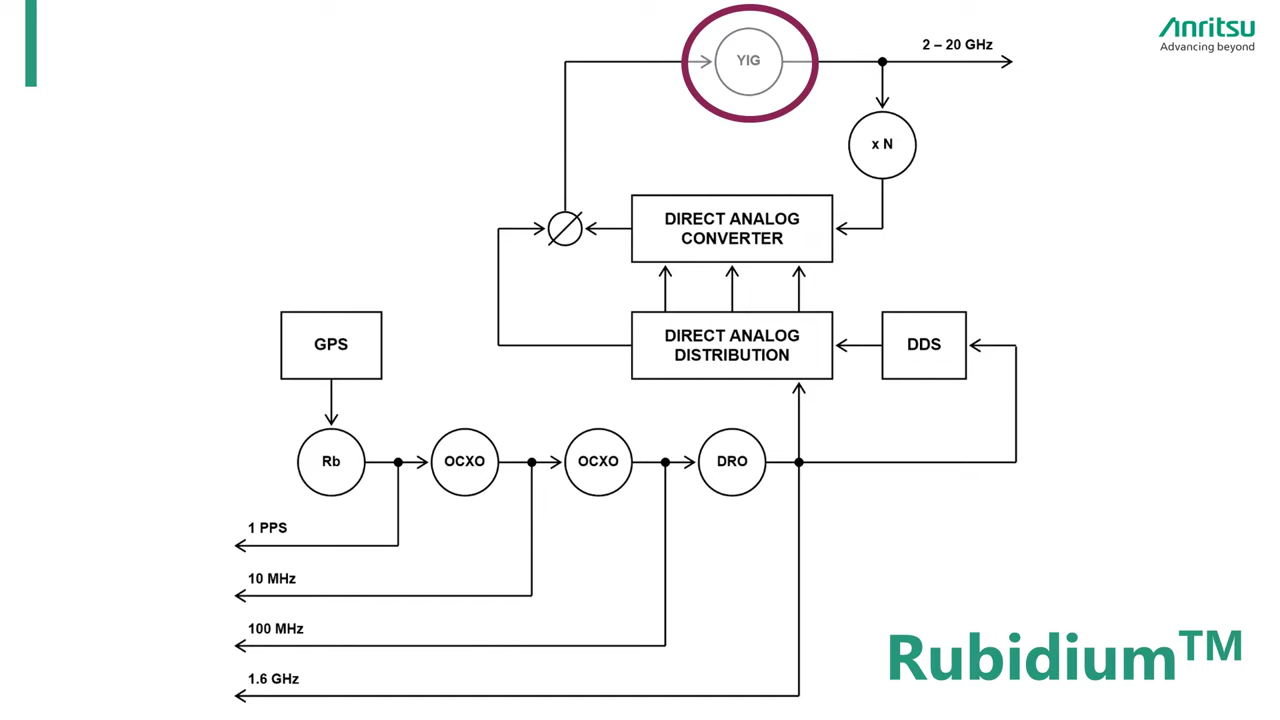 Anritsu
Advancing beyond
2 – 20 GHz
YIG
x N
DIRECT ANALOG
CONVERTER
DIRECT ANALOG
DISTRIBUTION
DDS
GPS
Rb
OCXO
OCXO
DRO
1 PPS
10 MHz
100 MHz
1.6 GHz
Rubidium™